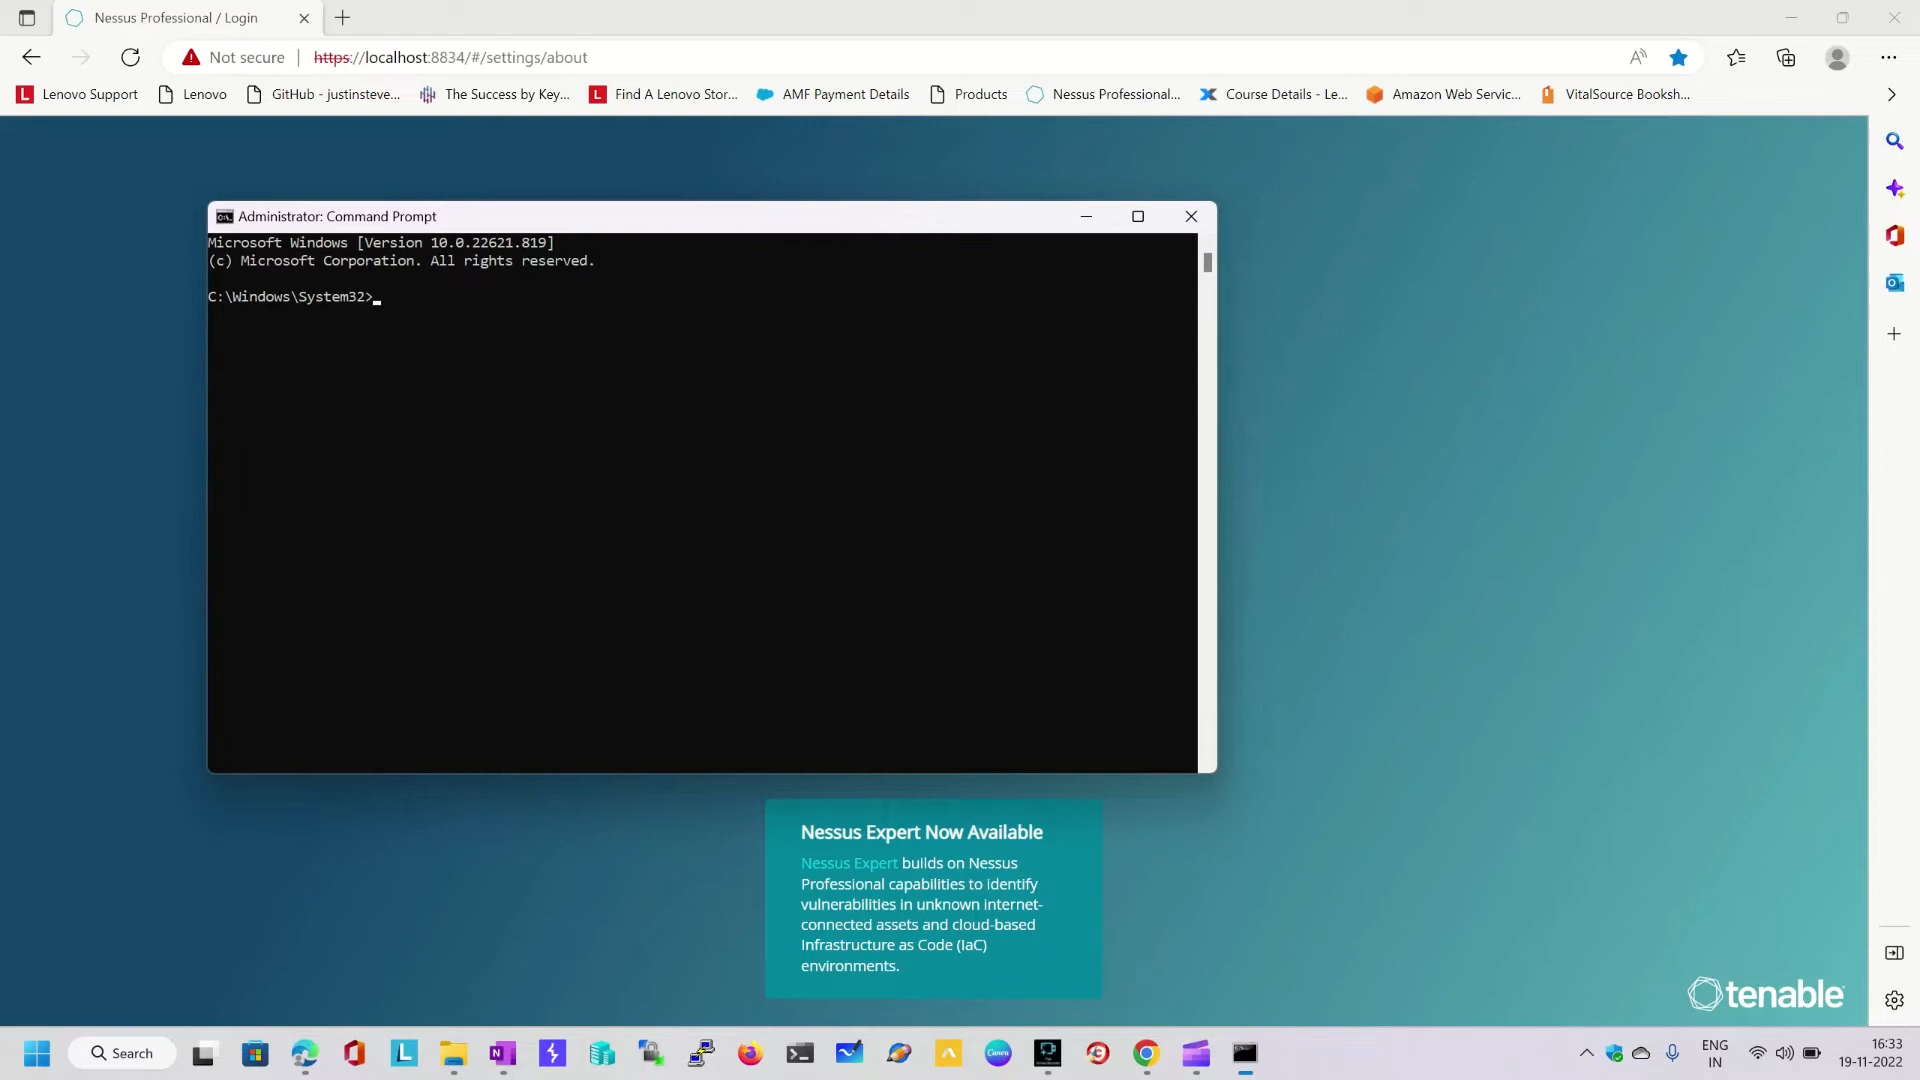 Nessus Professional / Login
Not secure
https://localhost:8834/#/settings/about
Lenovo Support
Lenovo
GitHub - justinsteve...
The Success by Key...
Find A Lenovo Stor...
AMF Payment Details
Products
Nessus Professional...
Course Details - Le...
Amazon Web Servic...
VitalSource Booksh...
Administrator: Command Prompt
Microsoft Windows [Version 10.0.22621.819]
(c) Microsoft Corporation. All rights reserved.
C:\Windows\System32>
Nessus Expert Now Available
Nessus Expert builds on Nessus
Professional capabilities to identify
vulnerabilities in unknown internet-
connected assets and cloud-based
Infrastructure as Code (IaC)
environments.
tenable
Search
ENG
IN
16:33
19-11-2022